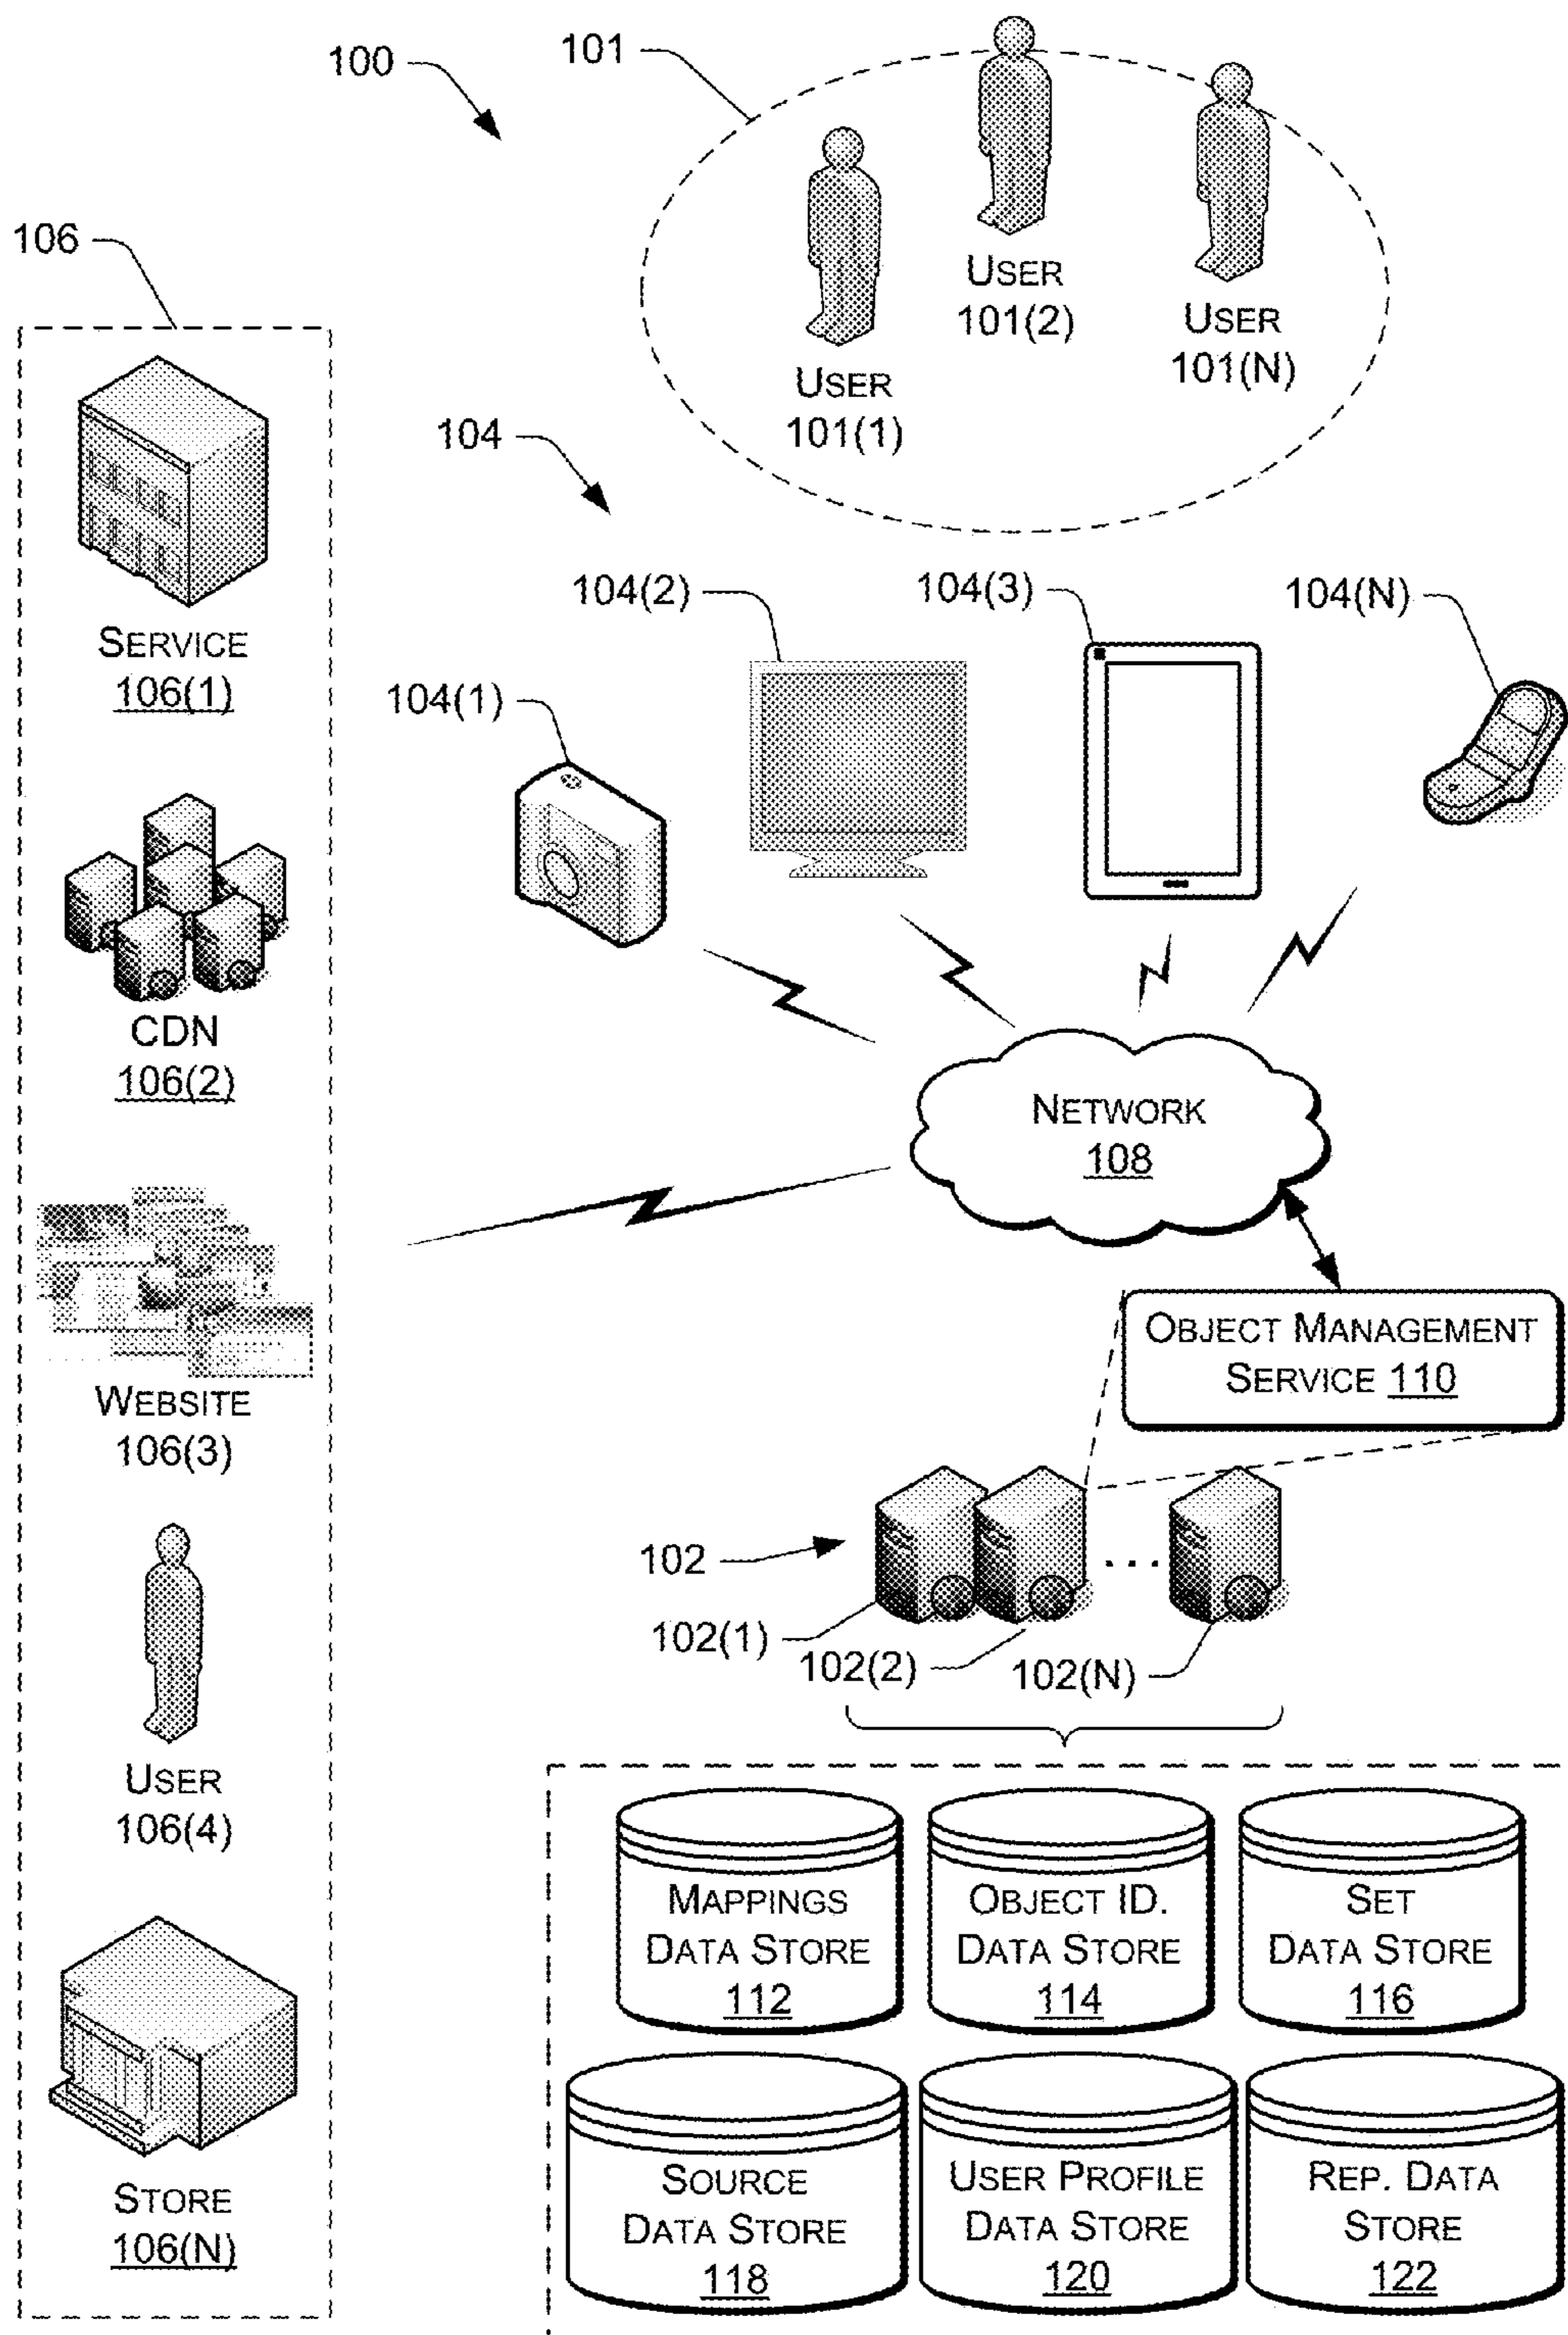 100
101
USER
101(1)
USER
101(2)
USER
101(N)
104
104(1)
104(2)
104(3)
104(N)
106
SERVICE
106(1)
CDN
106(2)
WEBSITE
106(3)
USER
106(4)
STORE
106(N)
NETWORK
108
OBJECT MANAGEMENT
SERVICE 110
102
102(1)
102(2)
...
102(N)
MAPPINGS
DATA STORE
112
OBJECT ID.
DATA STORE
114
SET
DATA STORE
116
SOURCE
DATA STORE
118
USER PROFILE
DATA STORE
120
REP. DATA
STORE
122